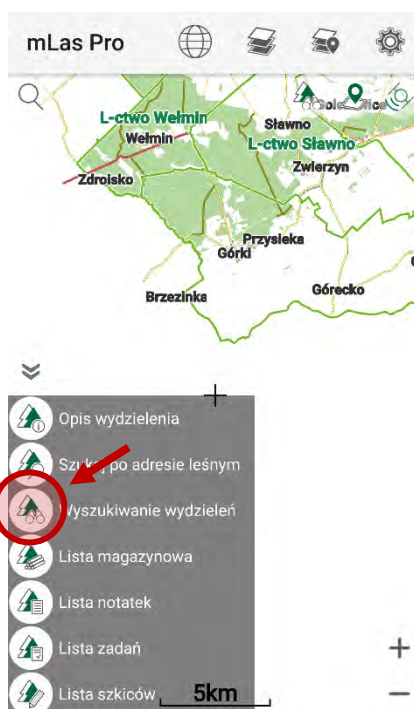 mLas Pro
L-ctwo Wełmin
Wełmin
Sławno
L-ctwo Sławno
Zwierzyn
Zdroisko
Przysieka
Górki
Górecko
Brzezinka
Opis wydzielenia
Szukaj po adresie leśnym
Wyszukiwanie wydzieleń
Lista magazynowa
Lista notatek
Lista zadań
Lista szkiców
5km